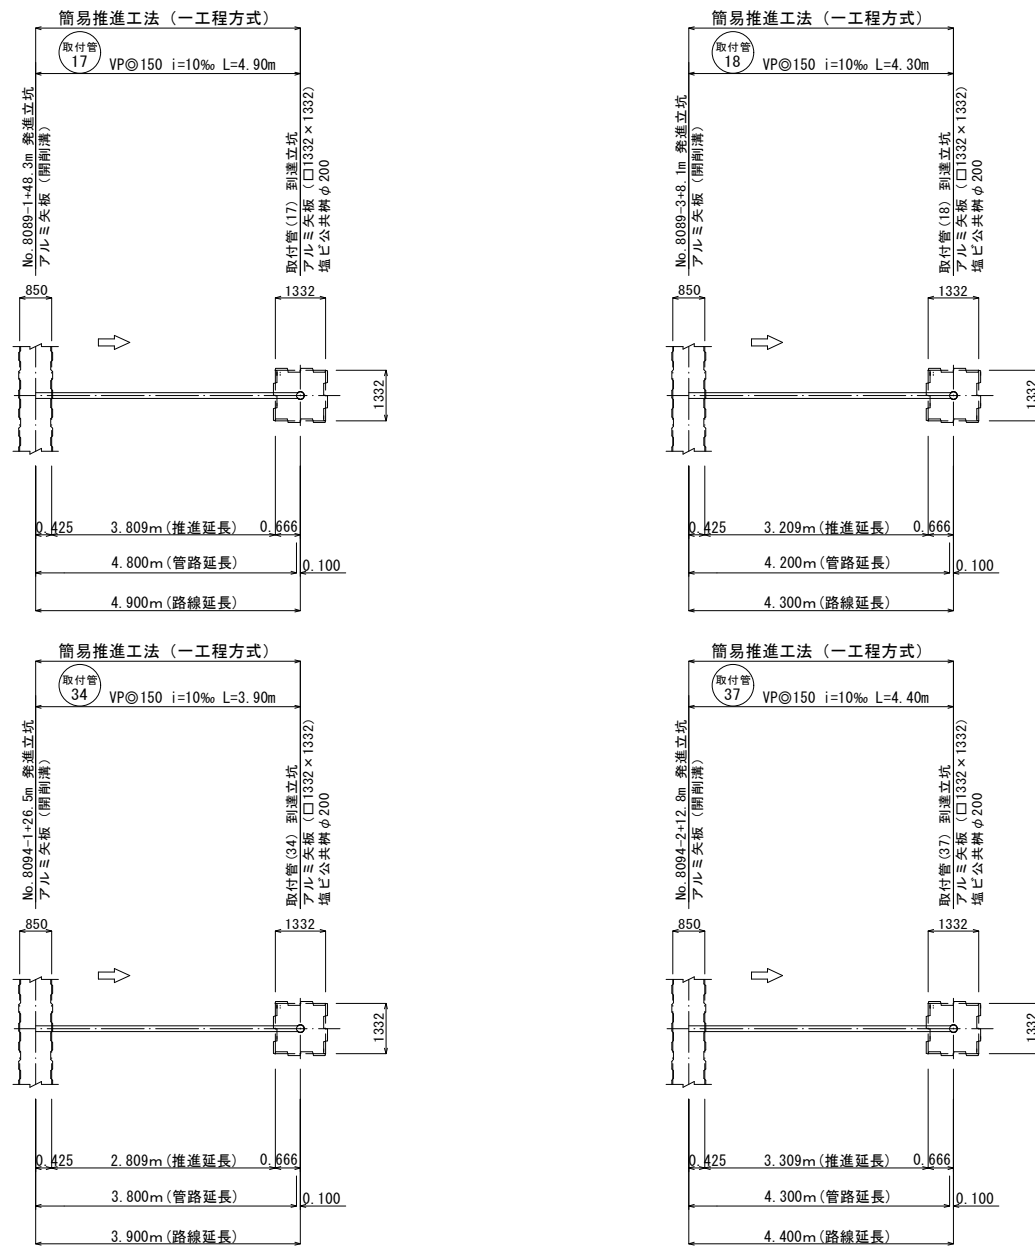 簡易推進工法（一工程方式）
取付管
17
VP◎150 i=10‰ L=4.90m
No.8089-1+48.3m 発進立坑
アルミ矢板（開削溝）
取付管(17) 到達立坑
アルミ矢板（□1332×1332）
塩ビ公共桝φ200
850
1332
1332
0.425
3.809m(推進延長)
0.666
4.800m(管路延長)
0.100
4.900m(路線延長)
簡易推進工法（一工程方式）
取付管
18
VP◎150 i=10‰ L=4.30m
No.8089-3+8.1m 発進立坑
アルミ矢板（開削溝）
取付管(18) 到達立坑
アルミ矢板（□1332×1332）
塩ビ公共桝φ200
850
1332
1332
0.425
3.209m(推進延長)
0.666
4.200m(管路延長)
0.100
4.300m(路線延長)
簡易推進工法（一工程方式）
取付管
34
VP◎150 i=10‰ L=3.90m
No.8094-1+26.5m 発進立坑
アルミ矢板（開削溝）
取付管(34) 到達立坑
アルミ矢板（□1332×1332）
塩ビ公共桝φ200
850
1332
1332
0.425
2.809m(推進延長)
0.666
3.800m(管路延長)
0.100
3.900m(路線延長)
簡易推進工法（一工程方式）
取付管
37
VP◎150 i=10‰ L=4.40m
No.8094-2+12.8m 発進立坑
アルミ矢板（開削溝）
取付管(37) 到達立坑
アルミ矢板（□1332×1332）
塩ビ公共桝φ200
850
1332
1332
0.425
3.309m(推進延長)
0.666
4.300m(管路延長)
0.100
4.400m(路線延長)